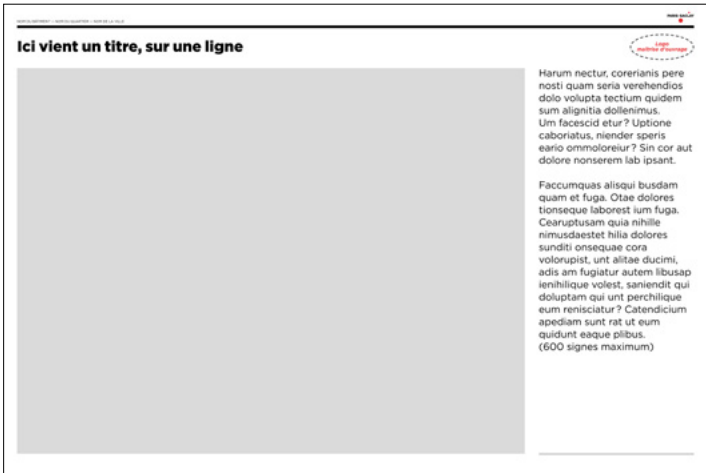 PARIS-SACLAY
Ici vient un titre, sur une ligne
Logo
maîtrise d'ouvrage
Harum nectur, corerianis pere
nosti quam seria verehendios
dolo volupta tectium quidem
sum alignitia dollenimus.
Um facescid etur ? Uptione
caboriatus, niender speris
eario ommoloreiur ? Sin cor aut
dolore nonserem lab ipsant.
Faccumquas alisqui busdam
quam et fuga. Otae dolores
tionseque laborest ium fuga.
Cearuptusam quia nihille
nimusdaestet hilia dolores
sunditi onsequae cora
volorupist, unt alitae ducimi,
adis am fugiatur autem libusap
ienihilique volest, saniendit qui
doluptam qui unt perchilique
eum renisciatur ? Catendicium
apediam sunt rat ut eum
quidunt eaque plibus.
(600 signes maximum)